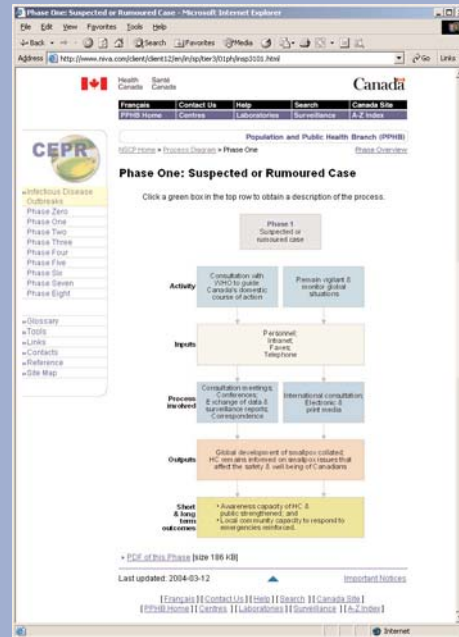 Phase One: Suspected or Rumoured Case - Microsoft Internet Explorer
File Edit View Favorites Tools Help
Back Search Favorites Media
Address http://www.niva.com/client/client12/en/in/sp/tier3/01ph/insp3101.html Go Links
Health Canada Santé Canada Canada
Français Contact Us Help Search Canada Site
PPHB Home Centres Laboratories Surveillance A-Z Index
Population and Public Health Branch (PPHB)
CEPR
NSCP Home > Process Diagram > Phase One Phase Overview
Phase One: Suspected or Rumoured Case
Infectious Disease
Outbreaks
Phase Zero
Phase One
Phase Two
Phase Three
Phase Four
Phase Five
Phase Six
Phase Seven
Phase Eight
Glossary
Tools
Links
Contacts
Reference
Site Map
Click a green box in the top row to obtain a description of the process.
Phase 1
Suspected or
rumoured case
Activity
Consultation with
WHO to guide
Canada's domestic
course of action
Remain vigilant &
monitor global
situations
Inputs
Personnel;
Intranet;
Faxes;
Telephone
Process
involved
Consultation meetings;
Conferences;
Exchange of data &
surveillance reports;
Correspondence
International consultation;
Electronic &
print media
Outputs
Global development of smallpox collated;
HC remains informed on smallpox issues that
affect the safety & well being of Canadians
Short
& long
term
outcomes
• Awareness capacity of HC &
public strengthened; and
• Local community capacity to respond to
emergencies reinforced.
PDF of this Phase [size 186 kB]
Last updated: 2004-03-12 Important Notices
[ Français ] [ Contact Us ] [ Help ] [ Search ] [ Canada Site ]
[ PPHB Home ] [ Centres ] [ Laboratories ] [ Surveillance ] [ A-Z Index ]
Internet